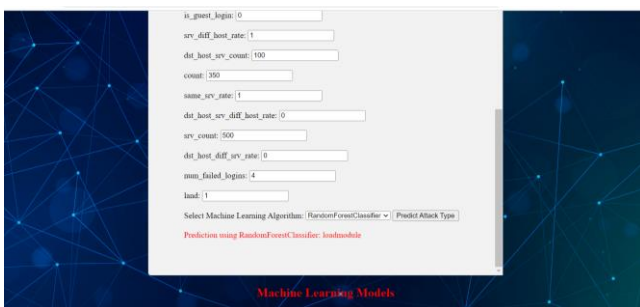 is_guest_login: 0
srv_diff_host_rate: 1
dst_host_srv_count: 100
count: 350
same_srv_rate: 1
dst_host_srv_diff_host_rate: 0
srv_count: 500
dst_host_diff_srv_rate: 0
num_failed_logins: 4
land: 1
Select Machine Learning Algorithm: RandomForestClassifier Predict Attack Type
Prediction using RandomForestClassifier: loadmodule
Machine Learning Models